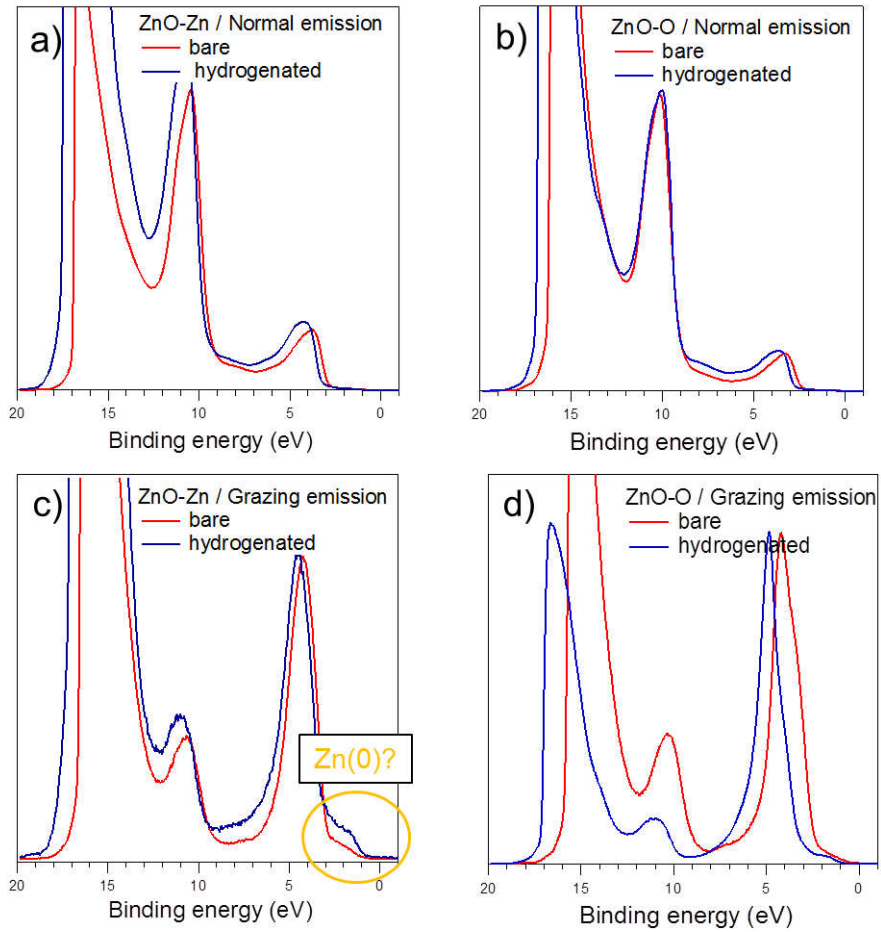 a)
ZnO-Zn / Normal emission
bare
hydrogenated
20 15 10 5 0
Binding energy (eV)
b)
ZnO-O / Normal emission
bare
hydrogenated
20 15 10 5 0
Binding energy (eV)
c)
ZnO-Zn / Grazing emission
bare
hydrogenated
Zn(0)?
20 15 10 5 0
Binding energy (eV)
d)
ZnO-O / Grazing emission
bare
hydrogenated
20 15 10 5 0
Binding energy (eV)